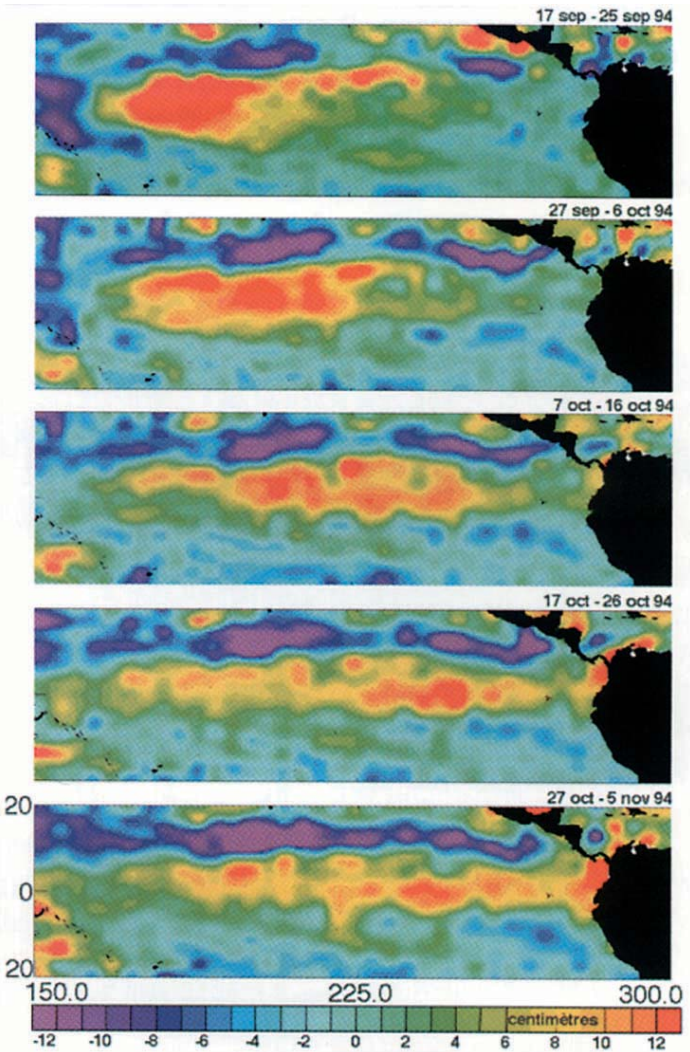 17 sep - 25 sep 94
27 sep - 6 oct 94
7 oct - 16 oct 94
17 oct - 26 oct 94
27 oct - 5 nov 94
20
0
20
150.0 225.0 300.0
centimètres
-12 -10 -8 -6 -4 -2 0 2 4 6 8 10 12